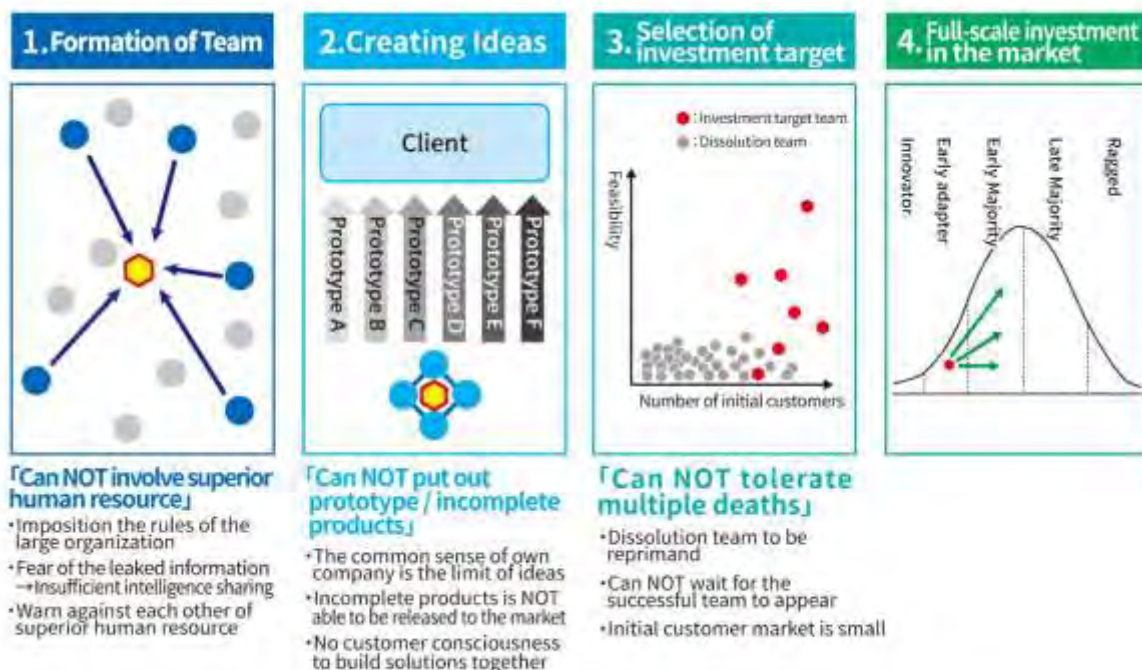 1.Formation of Team
2.Creating Ideas
3. Selection of
investment target
4. Full-scale investment
in the market
Client
Prototype A
Prototype B
Prototype C
Prototype D
Prototype E
Prototype F
:Investment target team
:Dissolution team
Feasibility
Number of initial customers
Innovator
Early adapter
Early Majority
Late Majority
Ragged
「Can NOT involve superior
human resource」
・Imposition the rules of the
large organization
・Fear of the leaked information
→Insufficient intelligence sharing
・Warn against each other of
superior human resource
「Can NOT put out
prototype / incomplete
products」
・The common sense of own
company is the limit of ideas
・Incomplete products is NOT
able to be released to the market
・No customer consciousness
to build solutions together
「Can NOT tolerate
multiple deaths」
・Dissolution team to be
reprimand
・Can NOT wait for the
successful team to appear
・Initial customer market is small